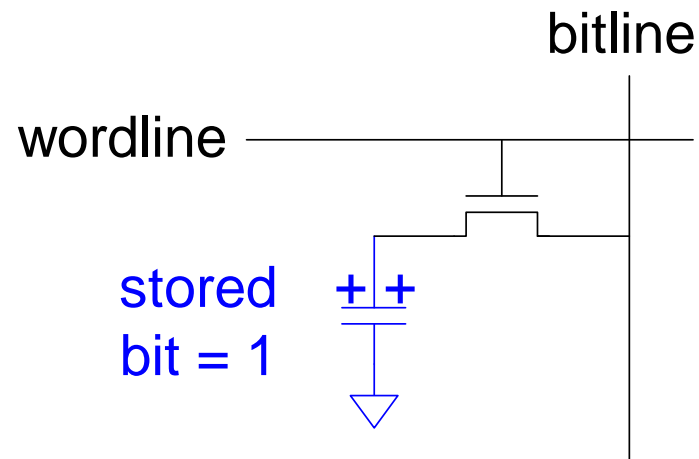 bitline
wordline
stored
bit = 1
+ +